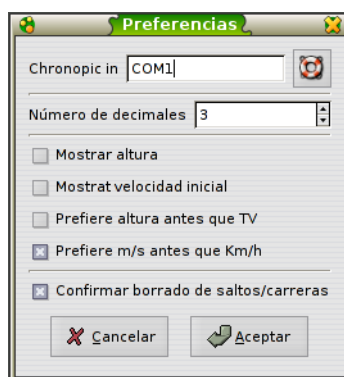 Preferencias
Chronopic in COM1
Número de decimales 3
Mostrar altura
Mostrat velocidad inicial
Prefiere altura antes que TV
Prefiere m/s antes que Km/h
Confirmar borrado de saltos/carreras
Cancelar Aceptar